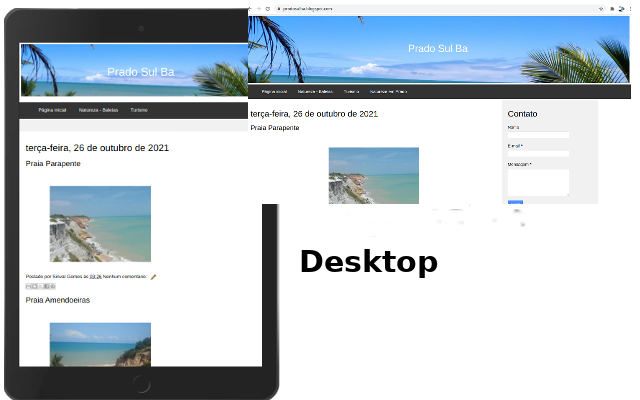 Prado Sul Ba
Página inicial
Natureza - Baleias
Turismo
terça-feira, 26 de outubro de 2021
Praia Parapente
Postado por Erival Gomes às 09:26 Nenhum comentário:
Praia Amendoeiras
pradosulba.blogspot.com
Prado Sul Ba
Página inicial
Natureza - Baleias
Turismo
Natureza em Prado
terça-feira, 26 de outubro de 2021
Praia Parapente
Contato
Nome
E-mail *
Mensagem *
Desktop